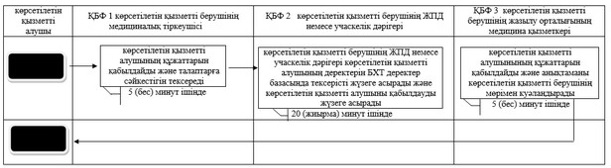 көрсетілетін
қызметті
алушы
ҚБФ 1 көрсетілетін қызметті берушінің
медициналық тіркеушісі
ҚБФ 2 көрсетілетін қызметті берушінің ЖПД
немесе учаскелік дәрігері
ҚБФ 3 көрсетілетін қызметті
берушінің жазылу орталығының
медицина қызметкері
көрсетілетін қызметті
алушының құжаттарын
қабылдайды және талаптарға
сәйкестігін тексереді
5 (бес) минут ішінде
көрсетілетін қызметті берушінің ЖПД немесе
учаскелік дәрігері көрсетілетін қызметті
алушының деректерін БХТ деректер
базасында тексерісті жүзеге асырады және
көрсетілетін қызметті алушыны қабылдауды
жүзеге асырады
20 (жиырма) минут ішінде
көрсетілетін қызметті
алушынының құжаттарын
қабылдайды және анықтаманы
көрсетілетін қызметті берушінің
мөрімен куәландырады
5 (бес) минут ішінде